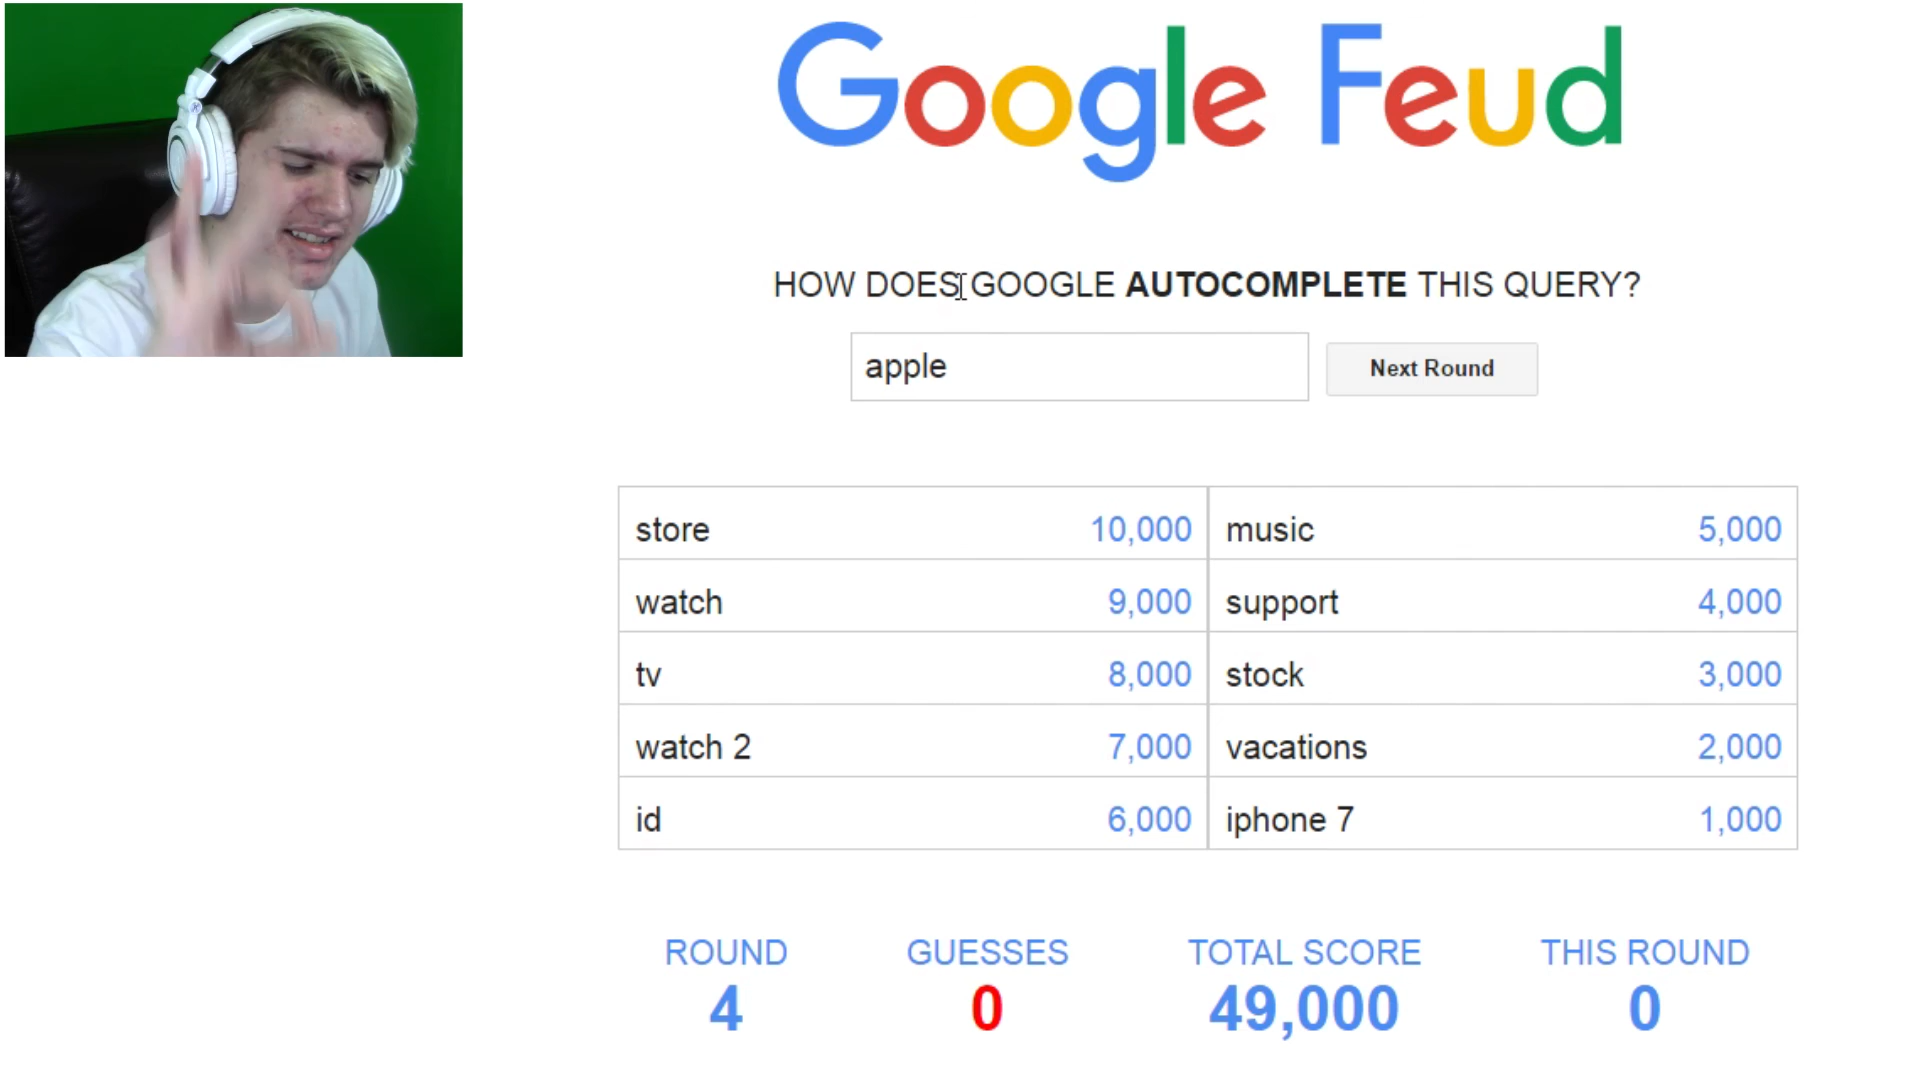 Google Feud
HOW DOES GOOGLE AUTOCOMPLETE THIS QUERY?
apple
Next Round
store 10,000 music 5,000
watch 9,000 support 4,000
tv 8,000 stock 3,000
watch 2 7,000 vacations 2,000
id 6,000 iphone 7 1,000
ROUND GUESSES TOTAL SCORE THIS ROUND
4 0 49,000 0